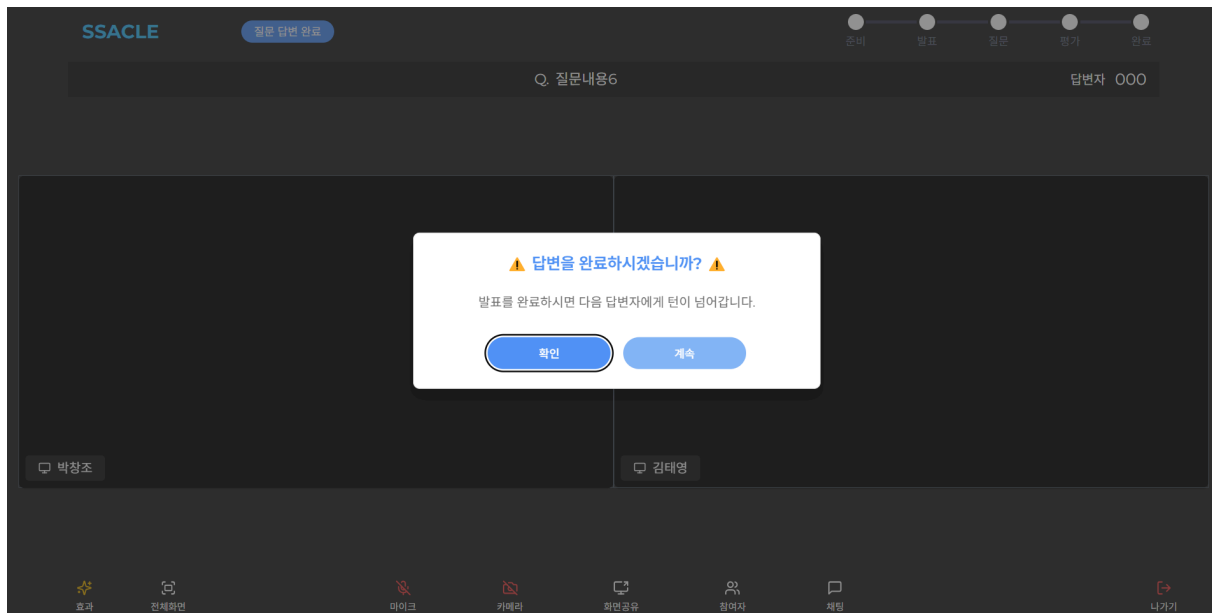 SSACLE
질문 답변 완료
준비
발표
질문
평가
완료
Q. 질문내용6
답변자 OOO
⚠ 답변을 완료하시겠습니까? ⚠
발표를 완료하시면 다음 답변자에게 턴이 넘어갑니다.
확인
계속
박창조
김태영
효과
전체화면
마이크
카메라
화면공유
참여자
채팅
나가기